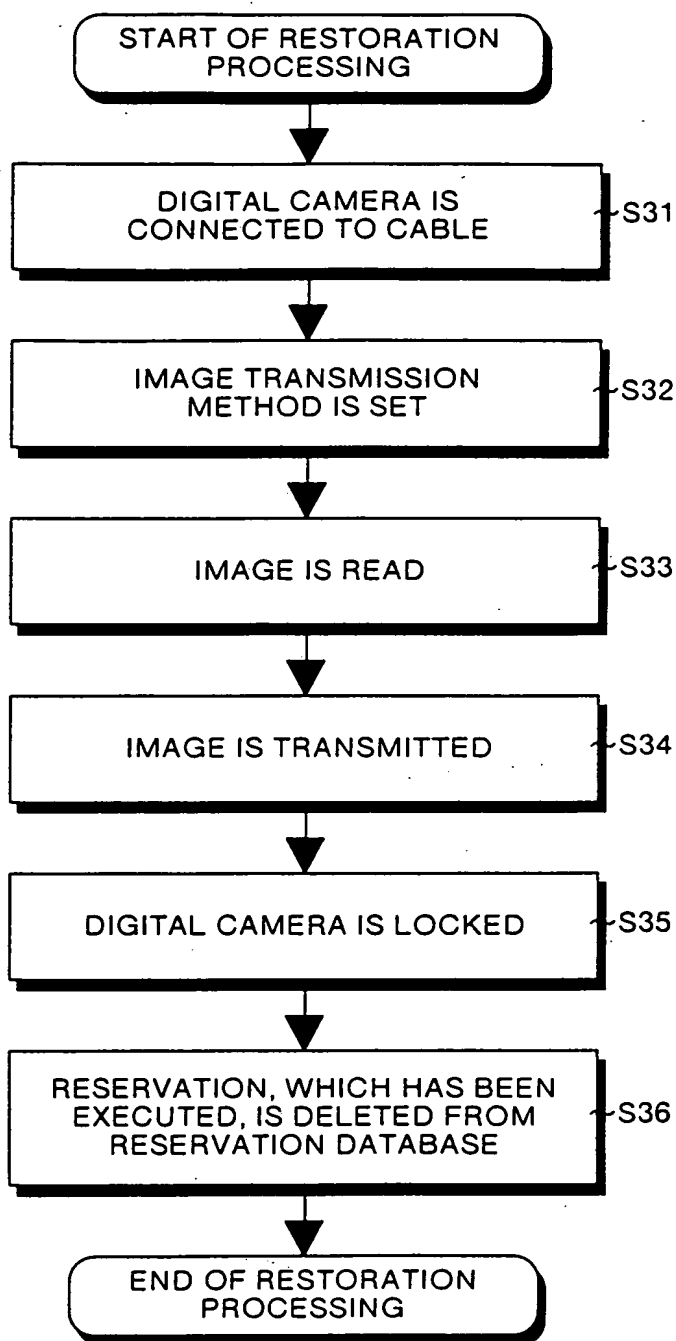 START OF RESTORATION
PROCESSING
DIGITAL CAMERA IS
CONNECTED TO CABLE
S31
IMAGE TRANSMISSION
METHOD IS SET
S32
IMAGE IS READ
S33
IMAGE IS TRANSMITTED
S34
DIGITAL CAMERA IS LOCKED
S35
RESERVATION, WHICH HAS BEEN
EXECUTED, IS DELETED FROM
RESERVATION DATABASE
S36
END OF RESTORATION
PROCESSING